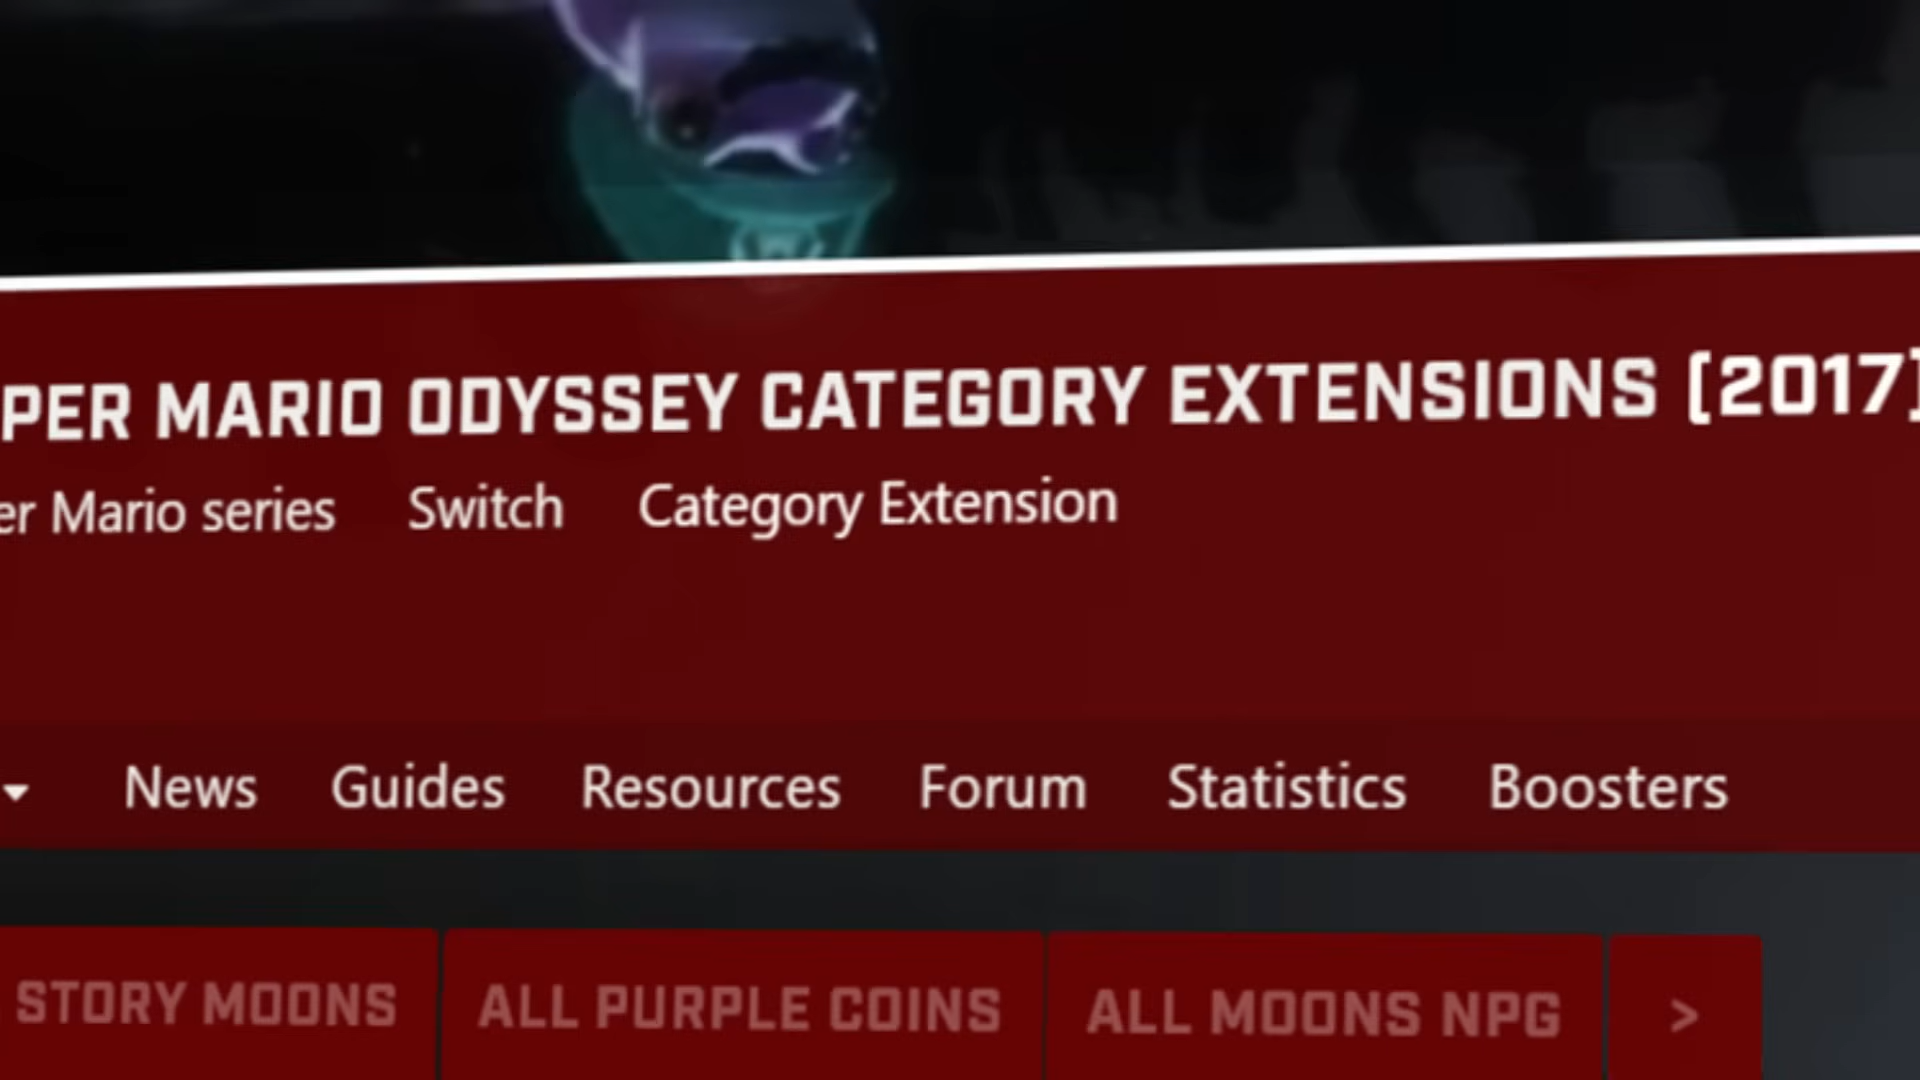 PER MARIO ODYSSEY CATEGORY EXTENSIONS [2017]
er Mario series Switch Category Extension
News Guides Resources Forum Statistics Boosters
STORY MOONS ALL PURPLE COINS ALL MOONS NPG >